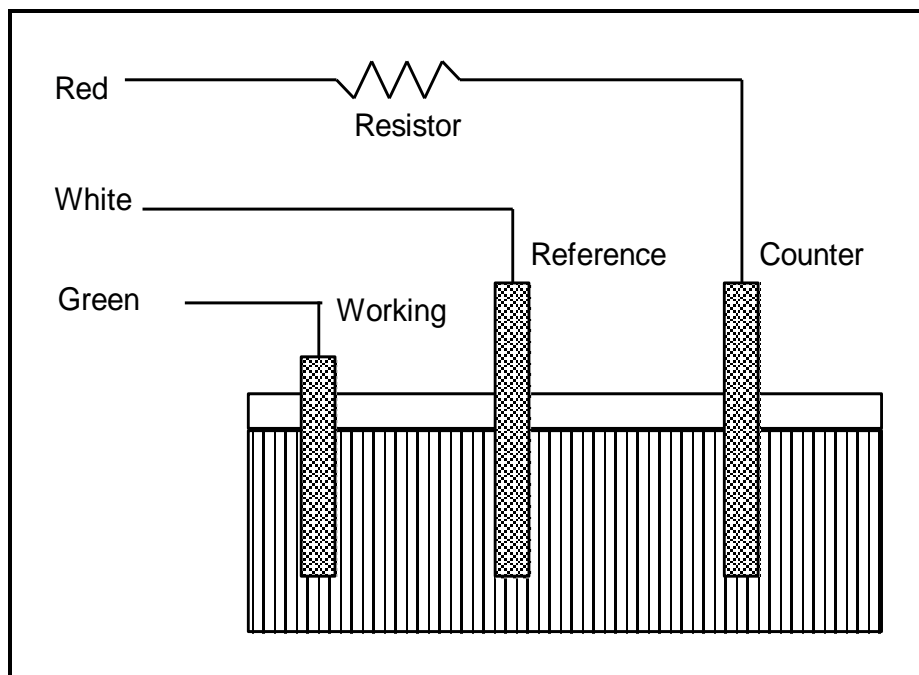 Red
Resistor
White
Reference
Counter
Green
Working